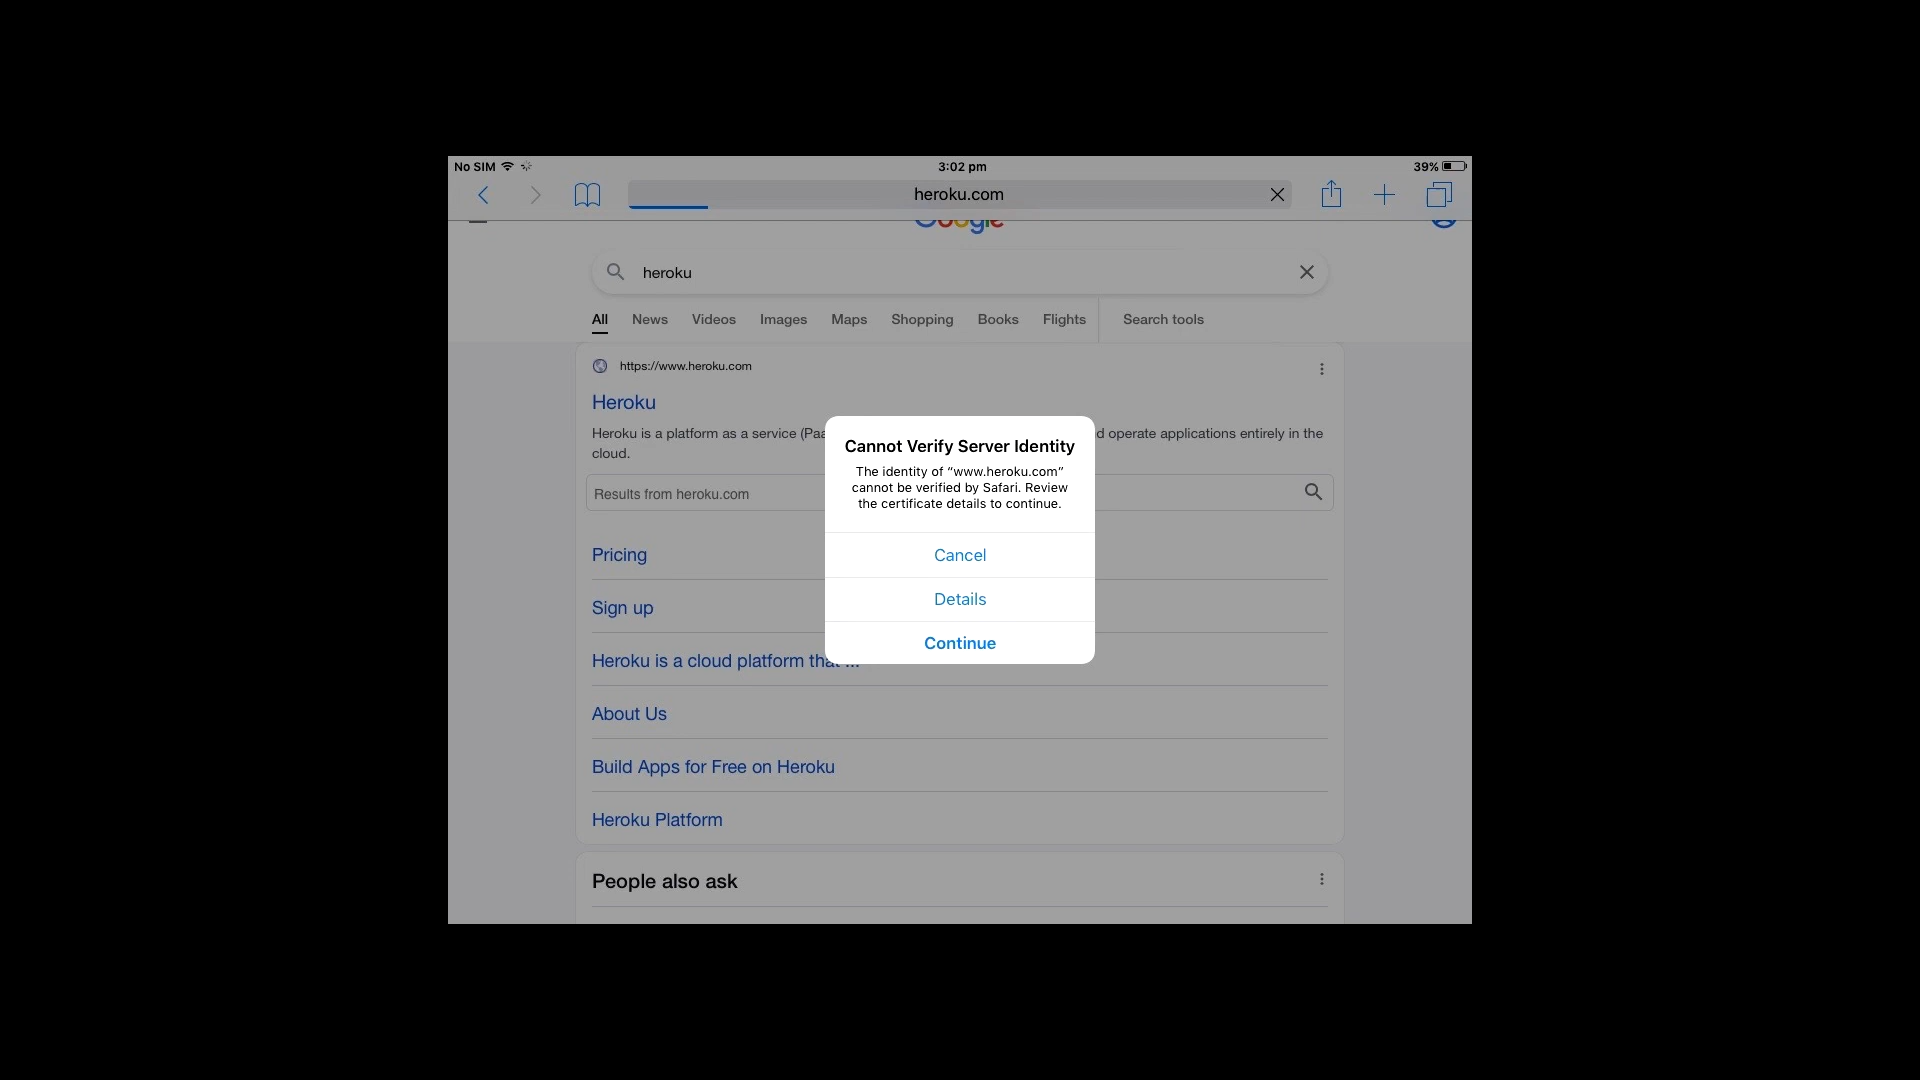 No SIM
3:02 pm
39%
heroku.com
Google
heroku
All News Videos Images Maps Shopping Books Flights Search tools
https://www.heroku.com
Heroku
Heroku is a platform as a service (Paa
d operate applications entirely in the
cloud.
Results from heroku.com
Cannot Verify Server Identity
The identity of “www.heroku.com”
cannot be verified by Safari. Review
the certificate details to continue.
Cancel
Details
Continue
Pricing
Sign up
Heroku is a cloud platform that ...
About Us
Build Apps for Free on Heroku
Heroku Platform
People also ask